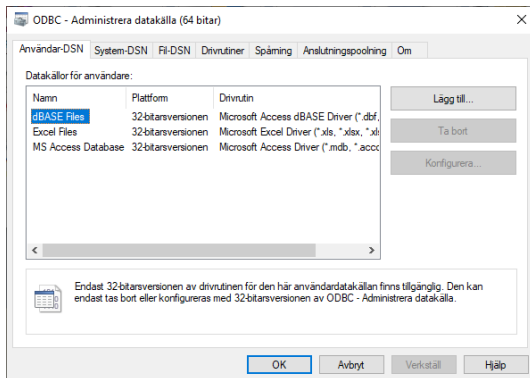 ODBC - Administrera datakälla (64 bitar)
Användar-DSN System-DSN Fil-DSN Drivrutiner Spårning Anslutningspoolning Om
Datakällor för användare:
Namn Plattform Drivrutin
dBASE Files 32-bitarsversionen Microsoft Access dBASE Driver (*.dbf,
Excel Files 32-bitarsversionen Microsoft Excel Driver (*.xls, *.xlsx, *.xl
MS Access Database 32-bitarsversionen Microsoft Access Driver (*.mdb, *.acc
Lägg till...
Ta bort
Konfigurera...
Endast 32-bitarsversionen av drivrutinen för den här användardatakällan finns tillgänglig. Den kan
endast tas bort eller konfigureras med 32-bitarsversionen av ODBC - Administrera datakälla.
OK Avbryt Verkställ Hjälp